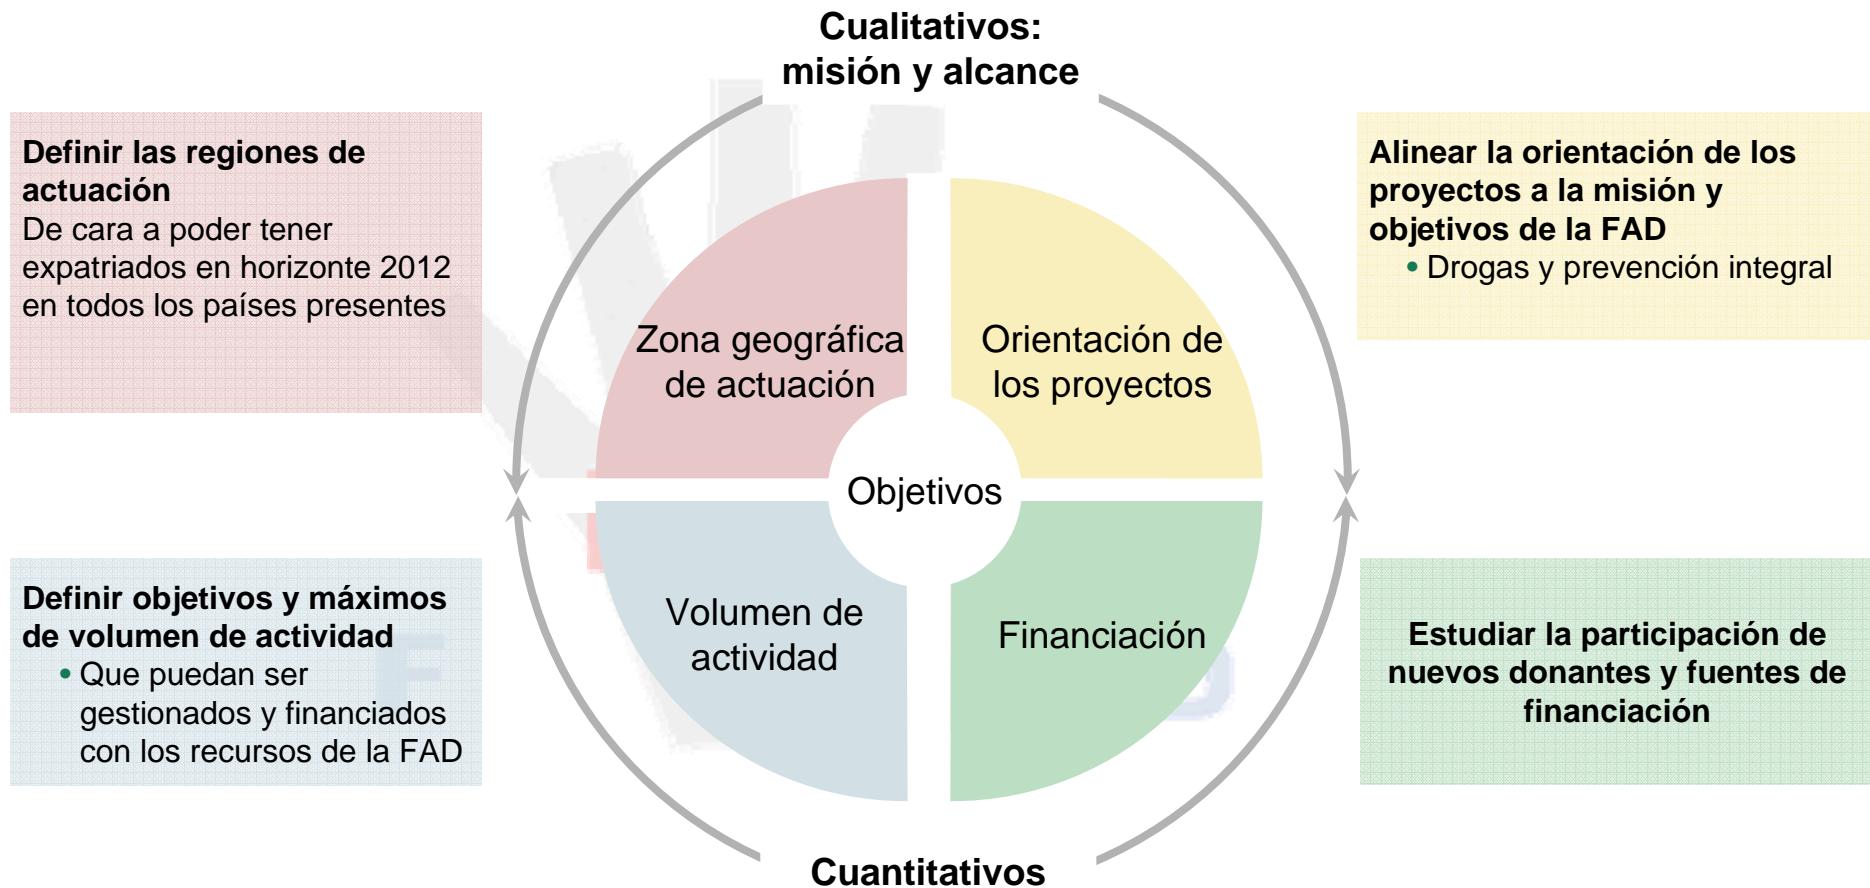 Cualitativos:
misión y alcance
Definir las regiones de
actuación
De cara a poder tener
expatriados en horizonte 2012
en todos los países presentes
Alinear la orientación de los
proyectos a la misión y
objetivos de la FAD
• Drogas y prevención integral
Zona geográfica
de actuación
Orientación de
los proyectos
Objetivos
Volumen de
actividad
Financiación
Definir objetivos y máximos
de volumen de actividad
• Que puedan ser
gestionados y financiados
con los recursos de la FAD
Estudiar la participación de
nuevos donantes y fuentes de
financiación
Cuantitativos